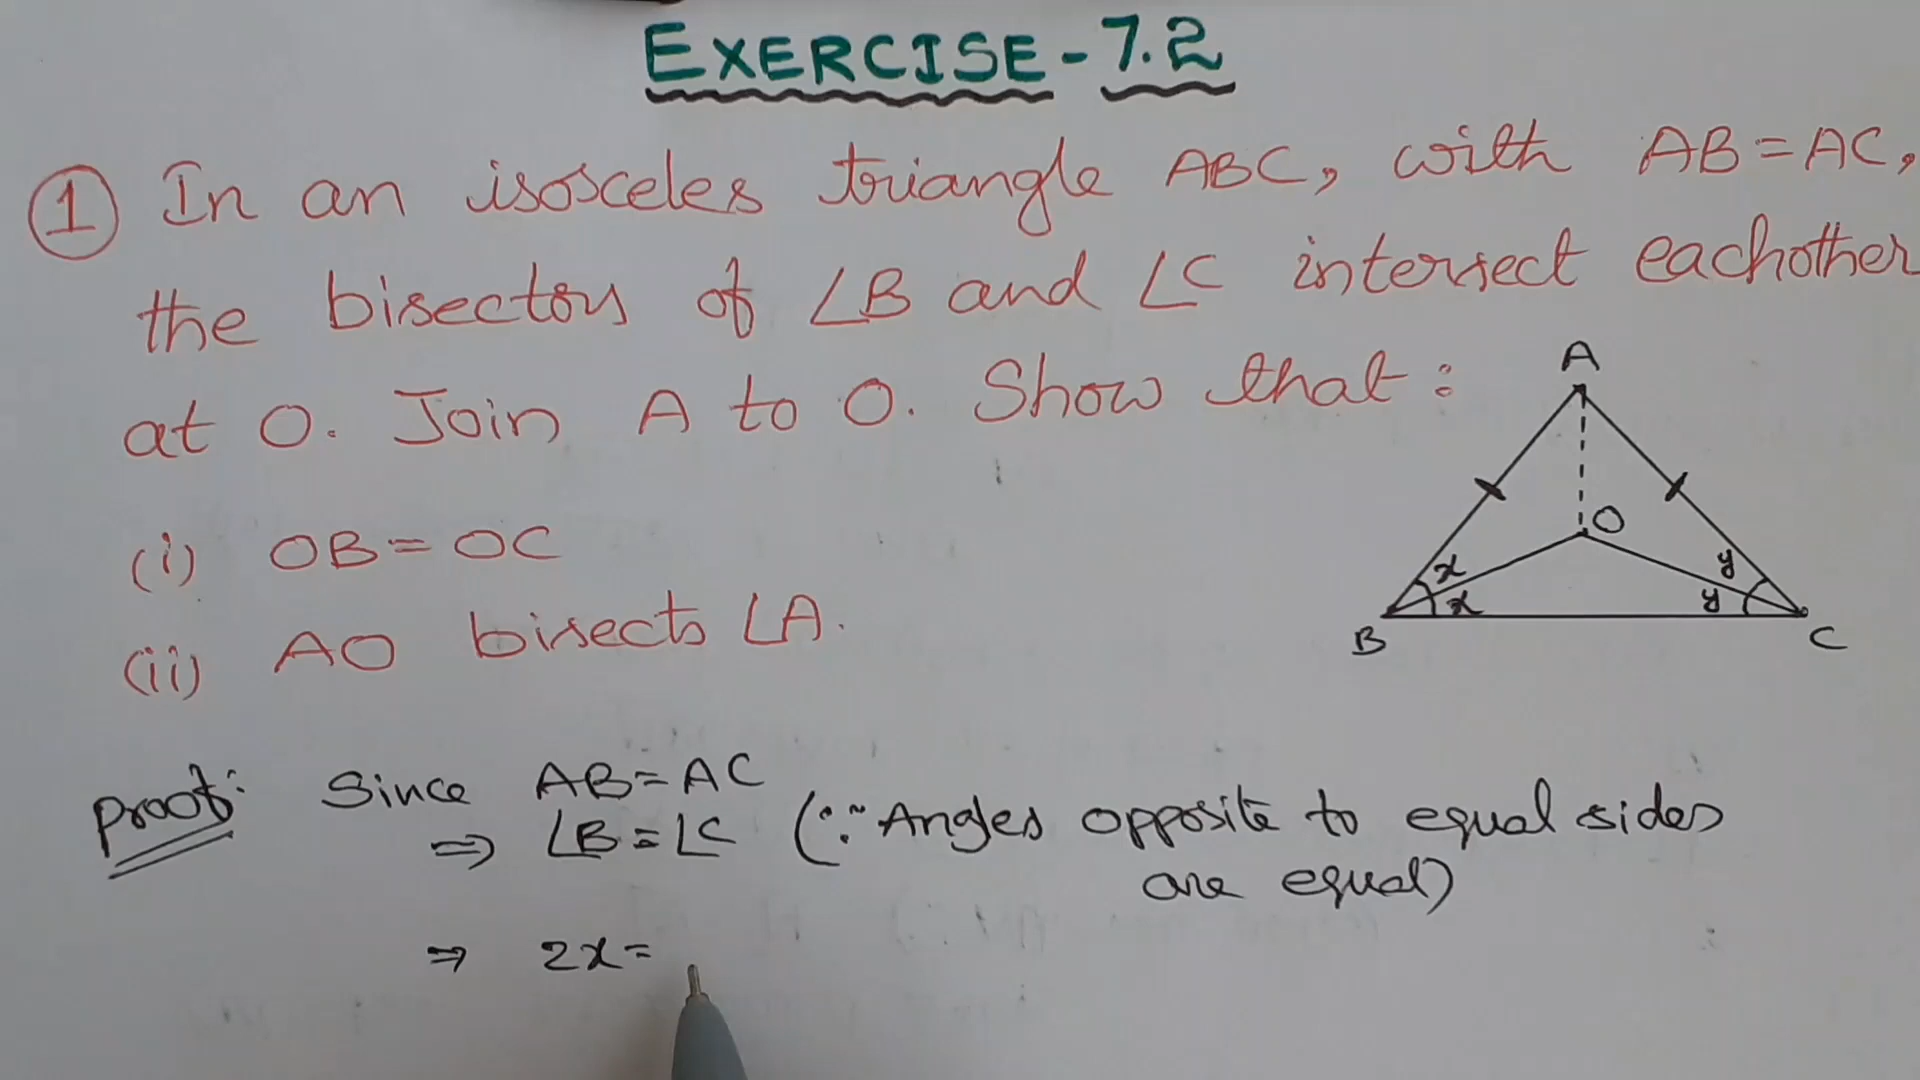 EXERCISE-7.2
① In an isosceles triangle ABC, with AB=AC,
the bisectors of ∠B and ∠C intersect eachother
at O. Join A to O. Show that:
(i) OB=OC
(ii) AO bisects ∠A.
A
O
x
x
y
y
B
C
Proof: Since AB=AC
⇒ ∠B=∠C (∵ Angles opposite to equal sides
are equal)
⇒ 2x=